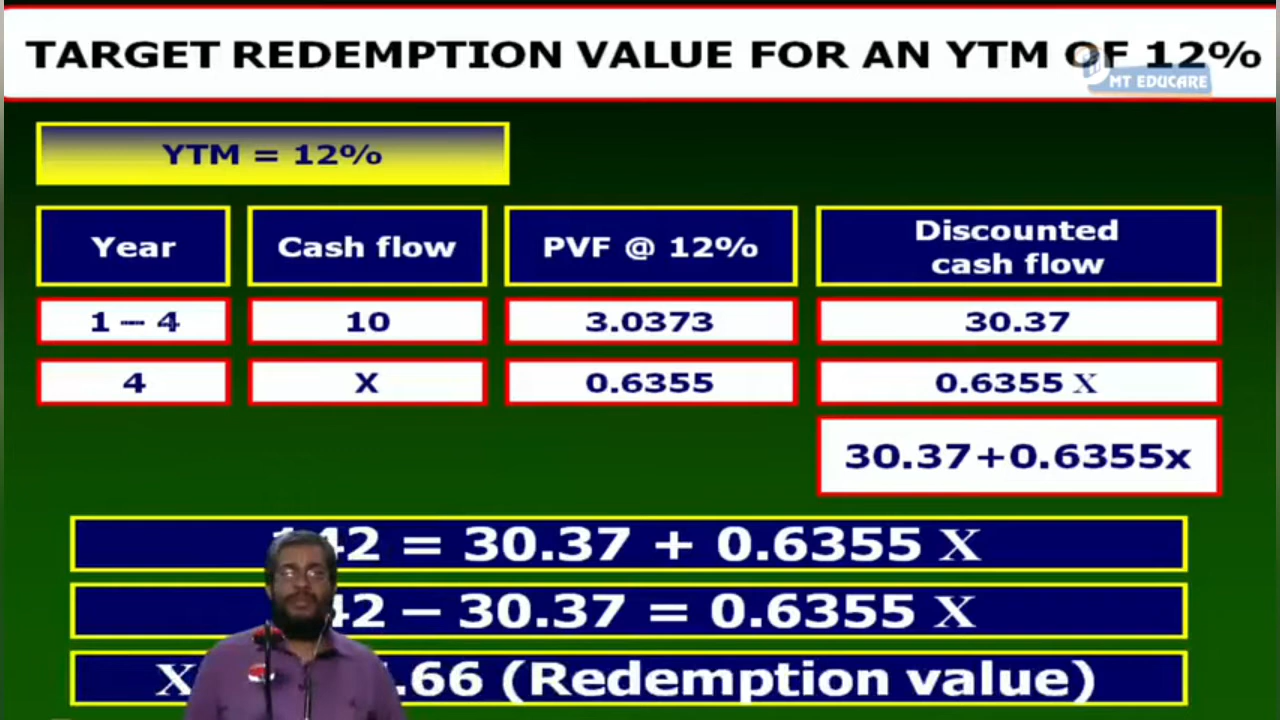 TARGET REDEMPTION VALUE FOR AN YTM OF 12%
MT EDUCARE
YTM = 12%
Year Cash flow PVF @ 12% Discounted cash flow
1 – 4 10 3.0373 30.37
4 X 0.6355 0.6355 X
30.37+0.6355x
42 = 30.37 + 0.6355 X
42 – 30.37 = 0.6355 X
X .66 (Redemption value)